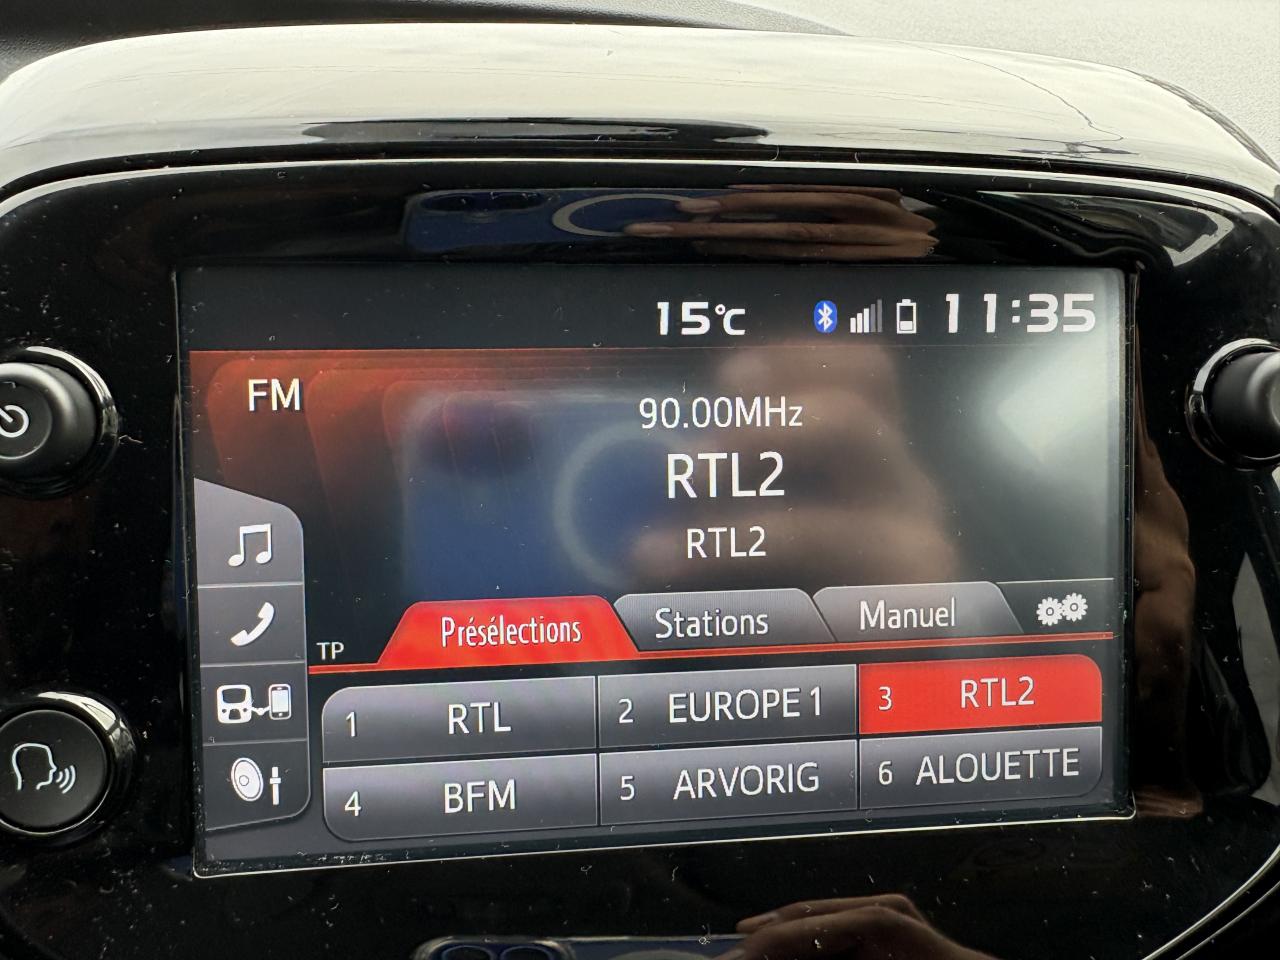 15°C 11:35
FM
90.00MHz
RTL2
RTL2
TP
Présélections Stations Manuel
1 RTL 2 EUROPE 1 3 RTL2
4 BFM 5 ARVORIG 6 ALOUETTE